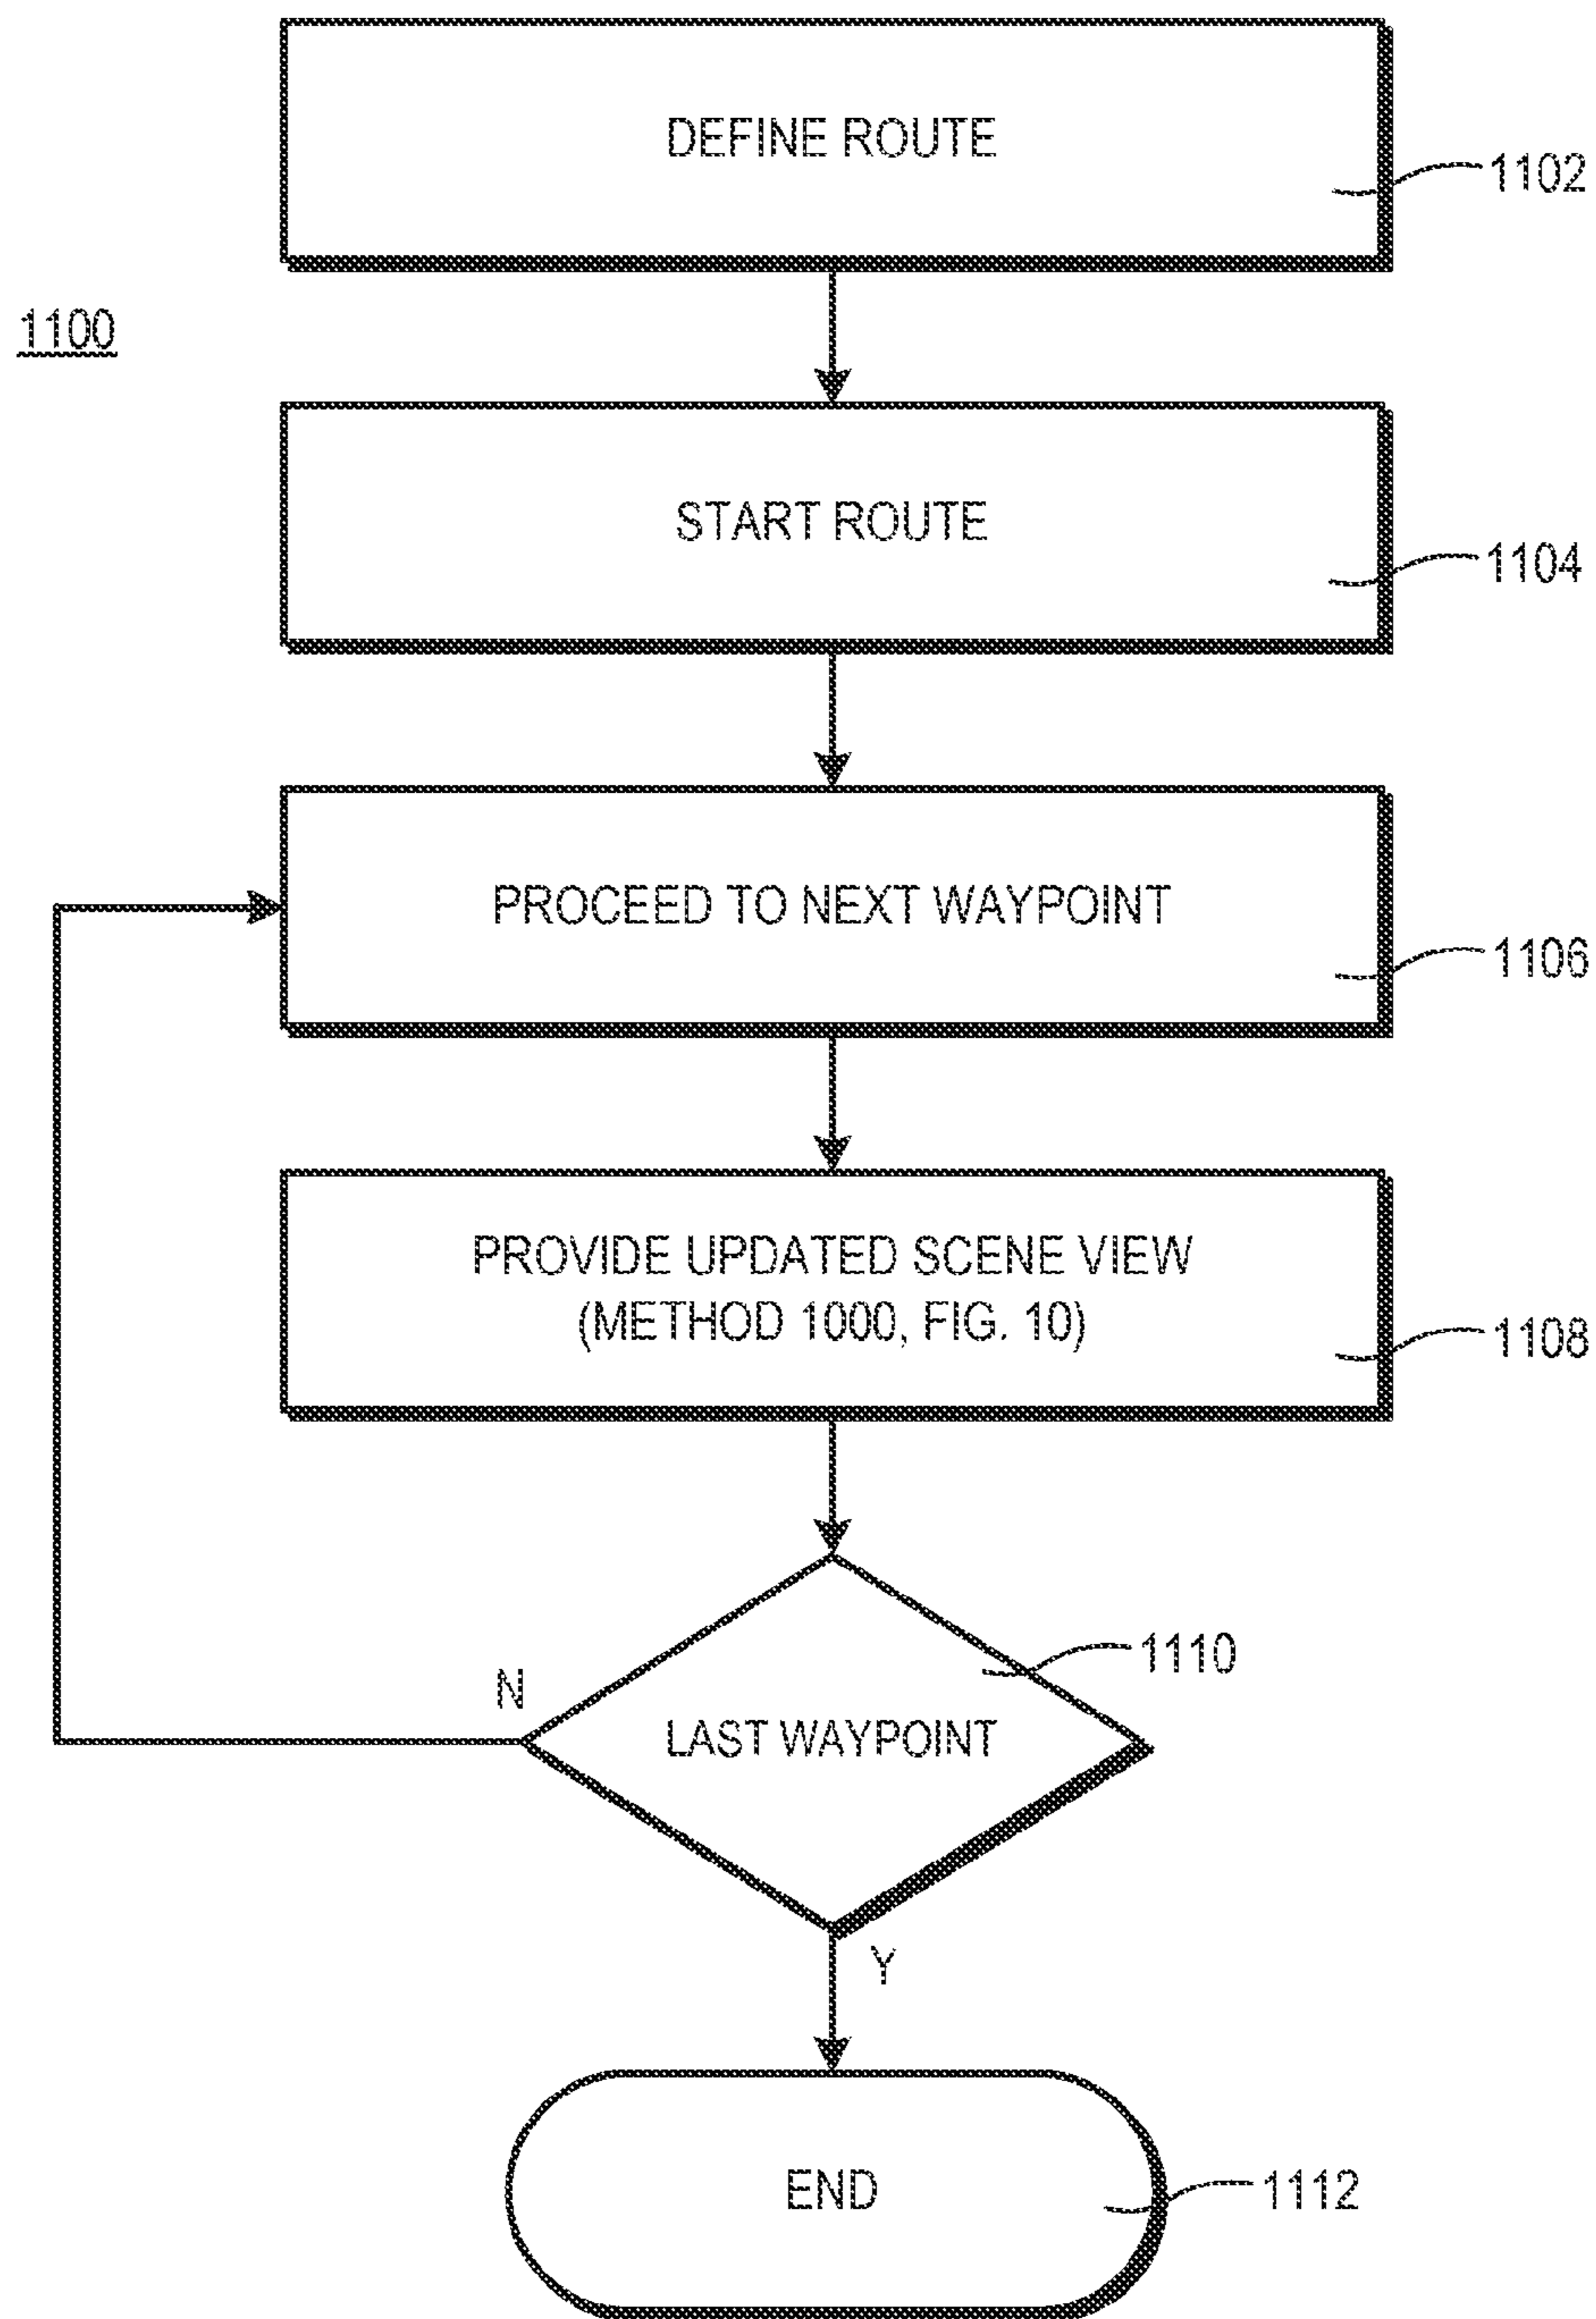 DEFINE ROUTE
1102
1100
START ROUTE
1104
PROCEED TO NEXT WAYPOINT
1106
PROVIDE UPDATED SCENE VIEW
(METHOD 1000, FIG. 10)
1108
1110
N
LAST WAYPOINT
Y
END
1112